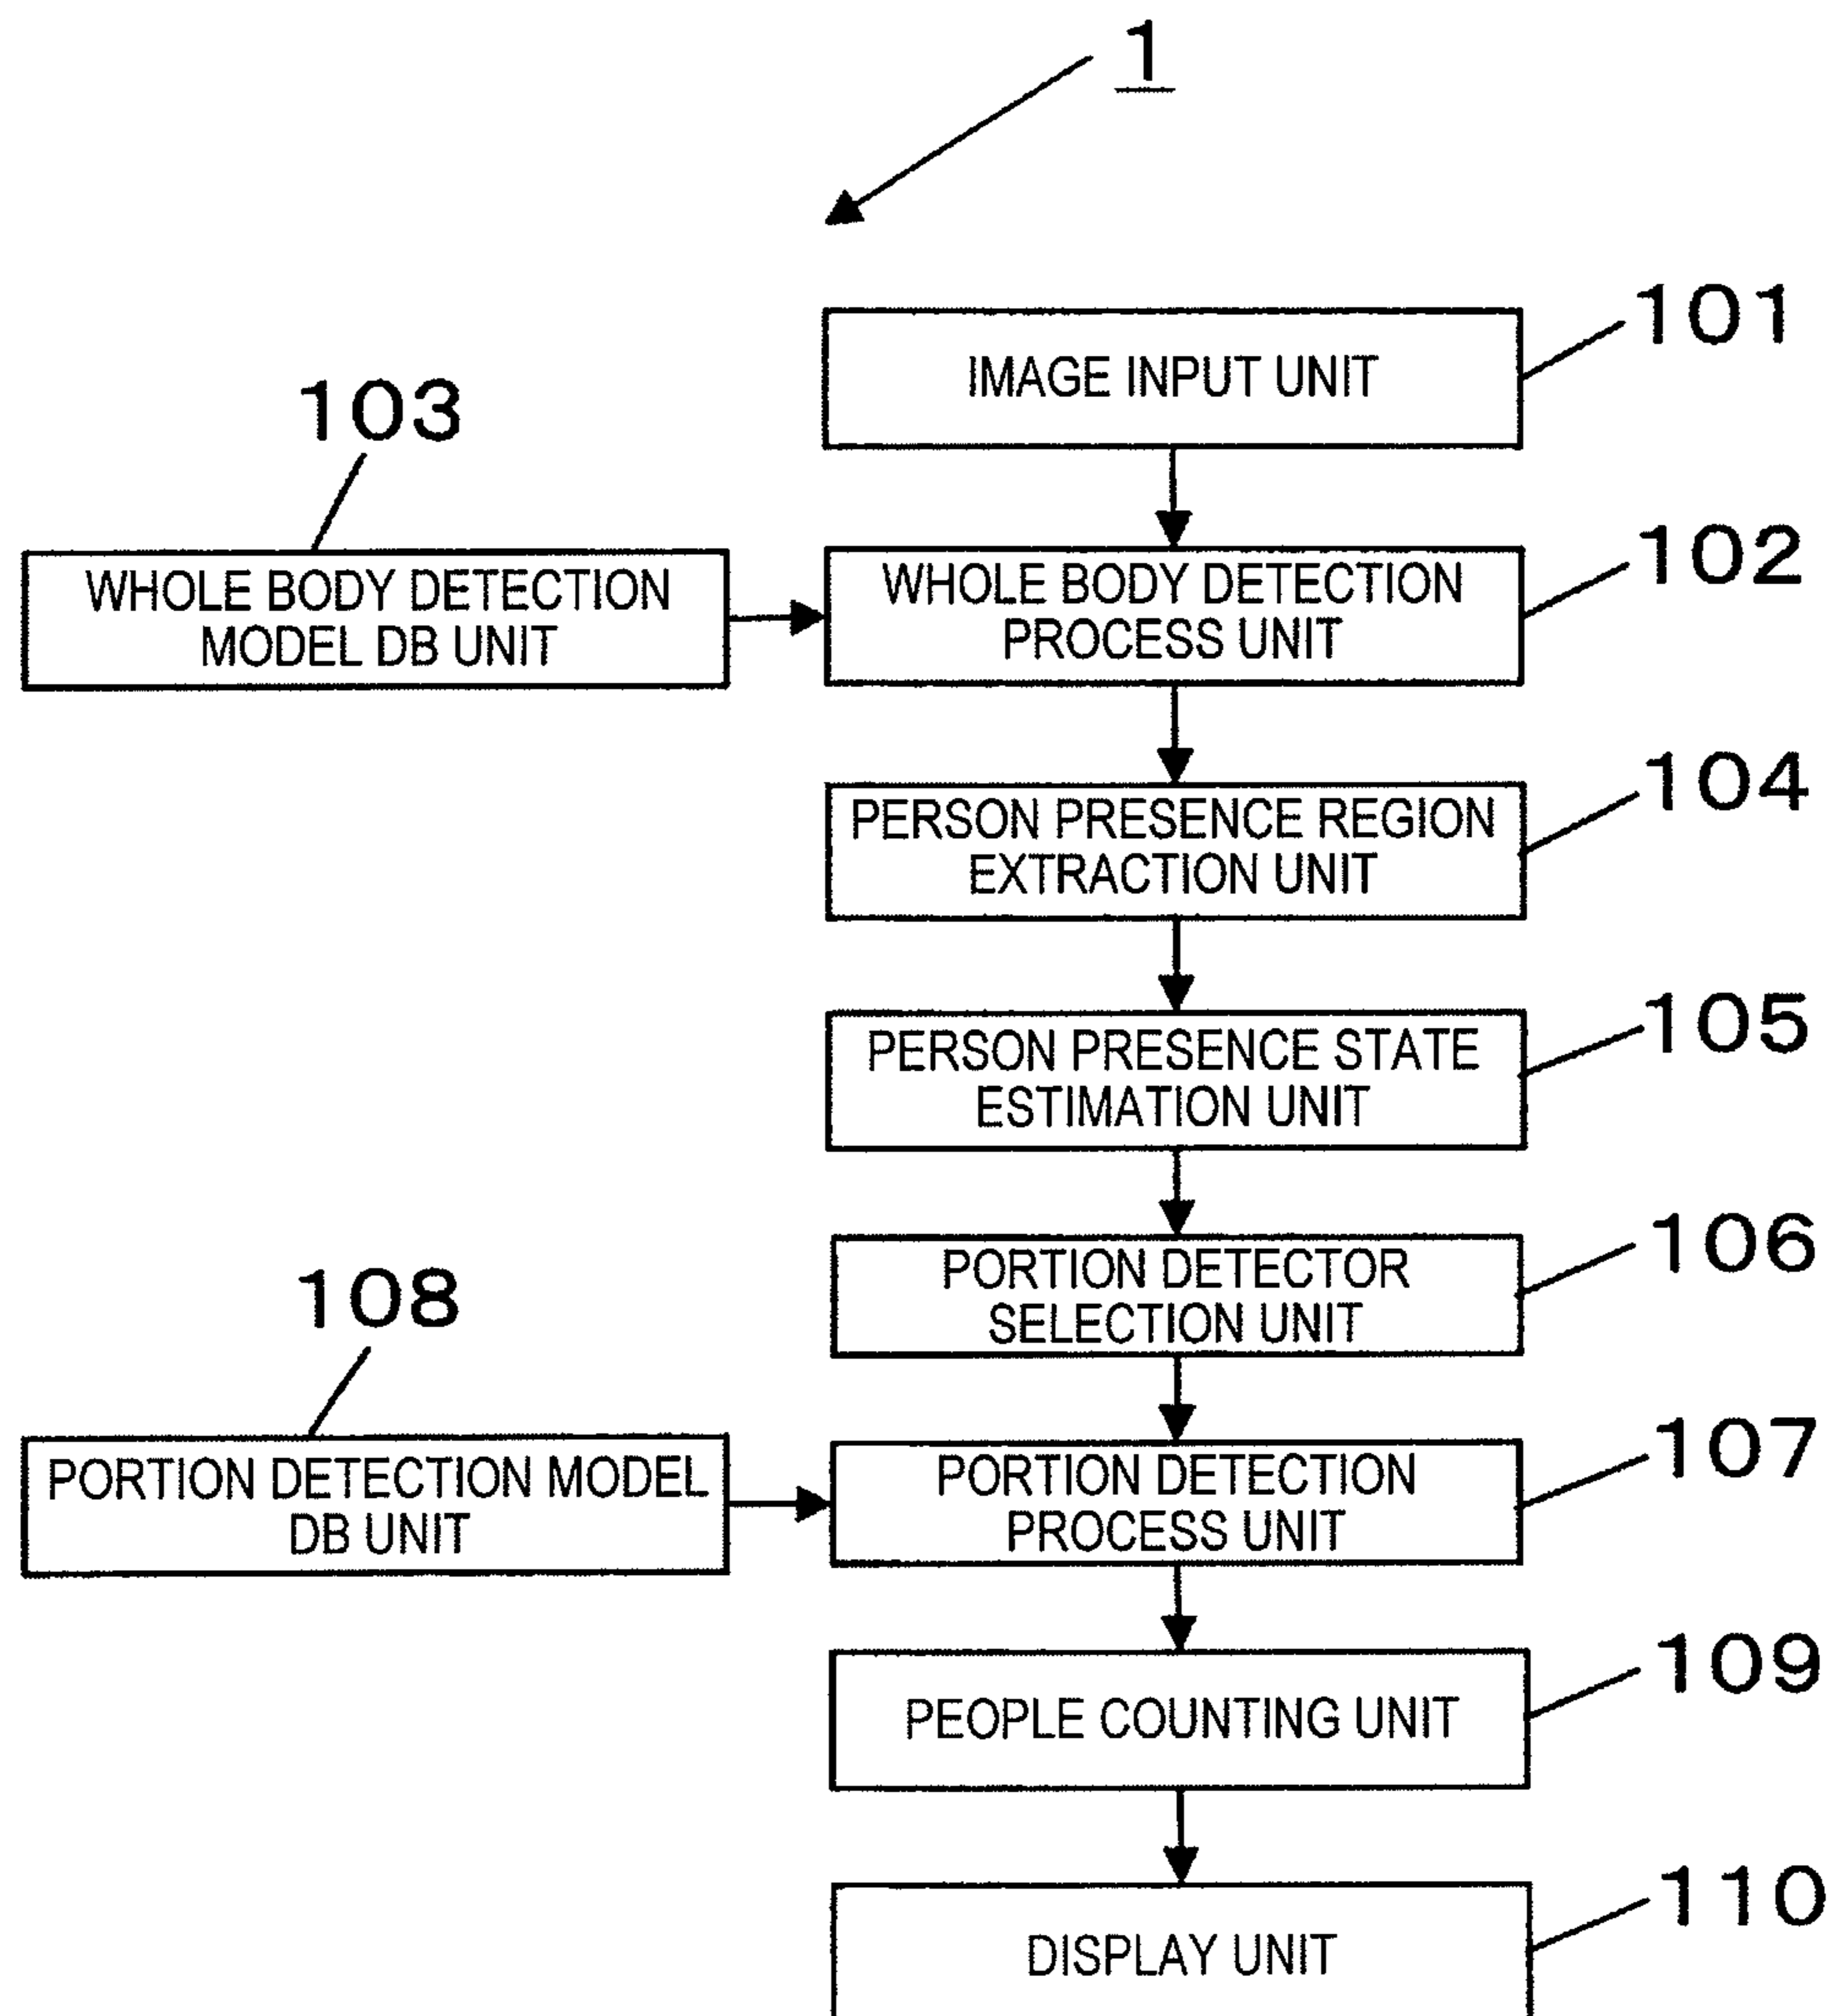 1
101
IMAGE INPUT UNIT
103
102
WHOLE BODY DETECTION
MODEL DB UNIT
WHOLE BODY DETECTION
PROCESS UNIT
104
PERSON PRESENCE REGION
EXTRACTION UNIT
105
PERSON PRESENCE STATE
ESTIMATION UNIT
106
PORTION DETECTOR
SELECTION UNIT
108
107
PORTION DETECTION MODEL
DB UNIT
PORTION DETECTION
PROCESS UNIT
109
PEOPLE COUNTING UNIT
110
DISPLAY UNIT